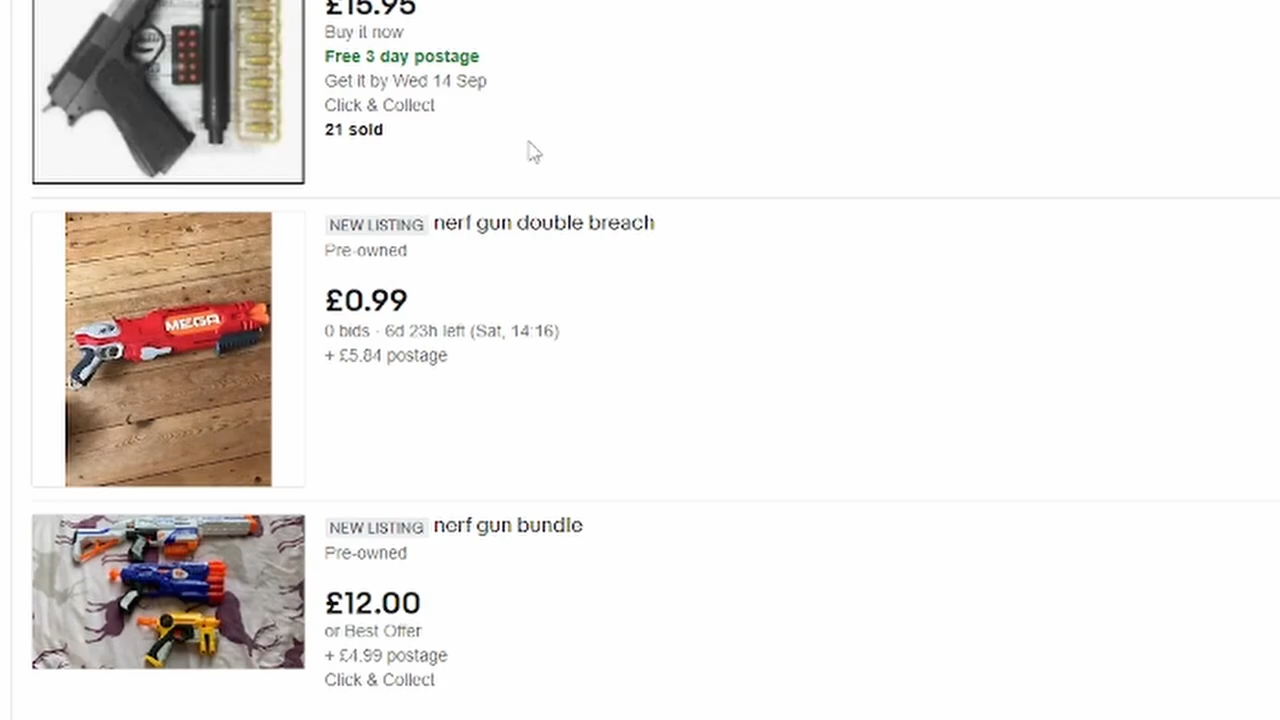 £15.95
Buy it now
Free 3 day postage
Get it by Wed 14 Sep
Click & Collect
21 sold
NEW LISTING nerf gun double breach
Pre-owned
£0.99
0 bids · 6d 23h left (Sat, 14:16)
+ £5.84 postage
MEGA
NEW LISTING nerf gun bundle
Pre-owned
£12.00
or Best Offer
+ £4.99 postage
Click & Collect